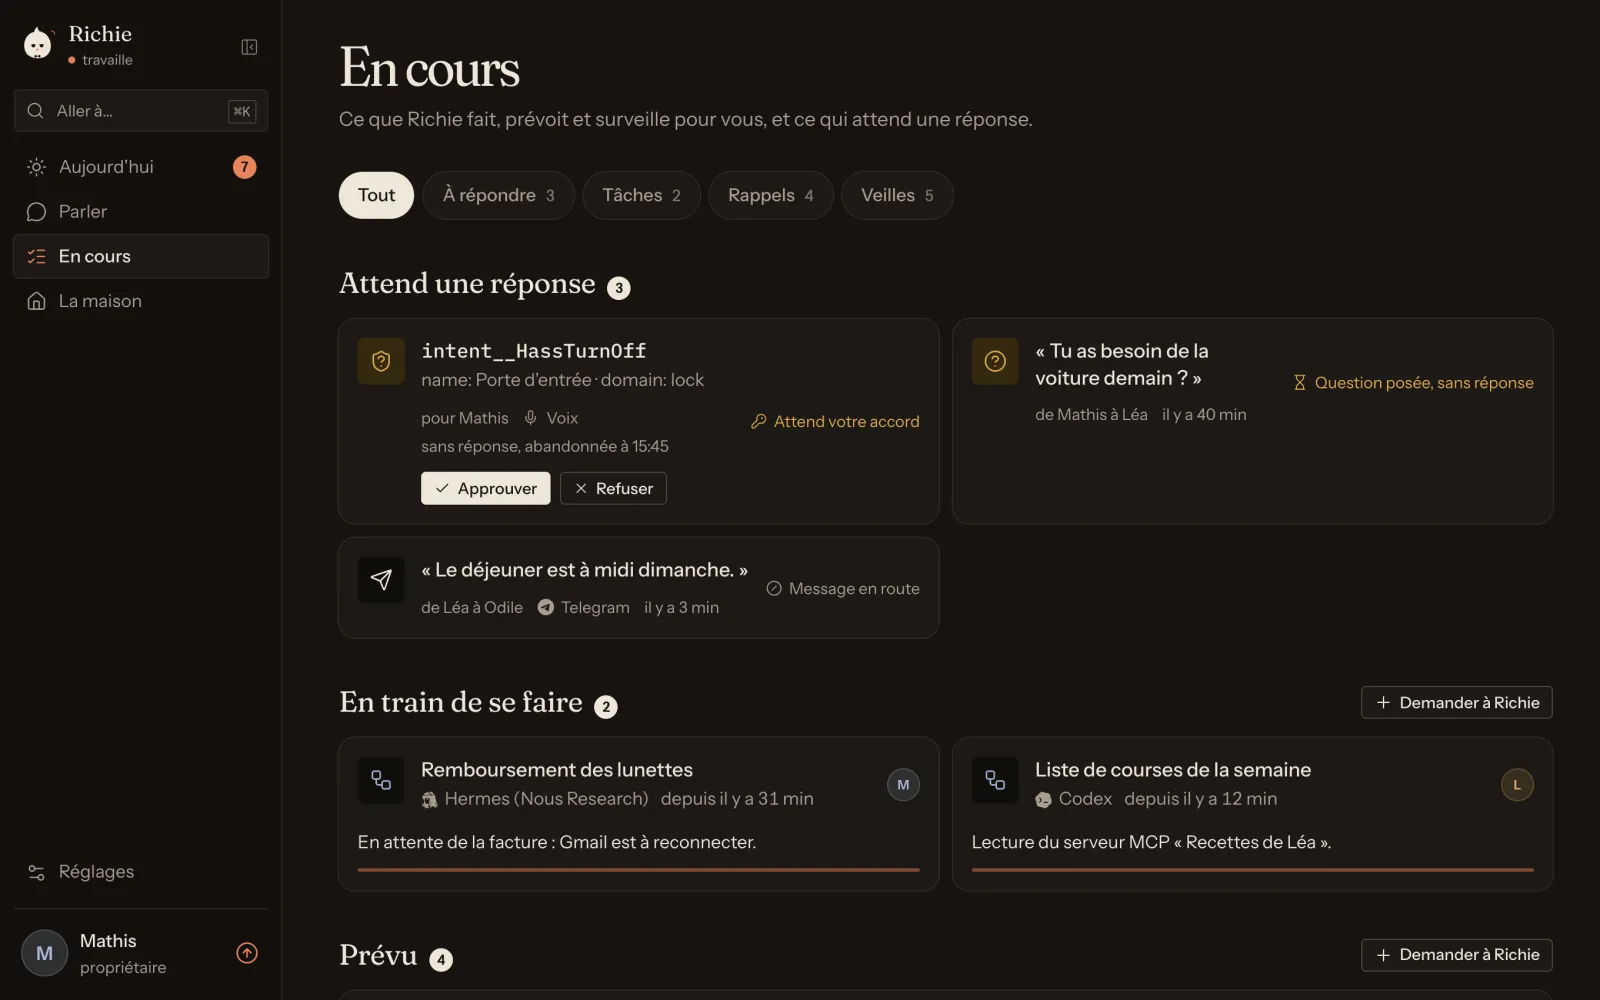 Richie
travaille
Aller à...
⌘K
Aujourd'hui
7
Parler
En cours
La maison
Réglages
M
Mathis
propriétaire
En cours
Ce que Richie fait, prévoit et surveille pour vous, et ce qui attend une réponse.
Tout
À répondre 3
Tâches 2
Rappels 4
Veilles 5
Attend une réponse 3
intent__HassTurnOff
name: Porte d'entrée · domain: lock
pour Mathis Voix
sans réponse, abandonnée à 15:45
Attend votre accord
Approuver
Refuser
« Tu as besoin de la
voiture demain ? »
de Mathis à Léa il y a 40 min
Question posée, sans réponse
« Le déjeuner est à midi dimanche. »
de Léa à Odile Telegram il y a 3 min
Message en route
En train de se faire 2
Demander à Richie
Remboursement des lunettes
Hermes (Nous Research) depuis il y a 31 min
M
En attente de la facture : Gmail est à reconnecter.
Liste de courses de la semaine
Codex depuis il y a 12 min
L
Lecture du serveur MCP « Recettes de Léa ».
Prévu 4
Demander à Richie